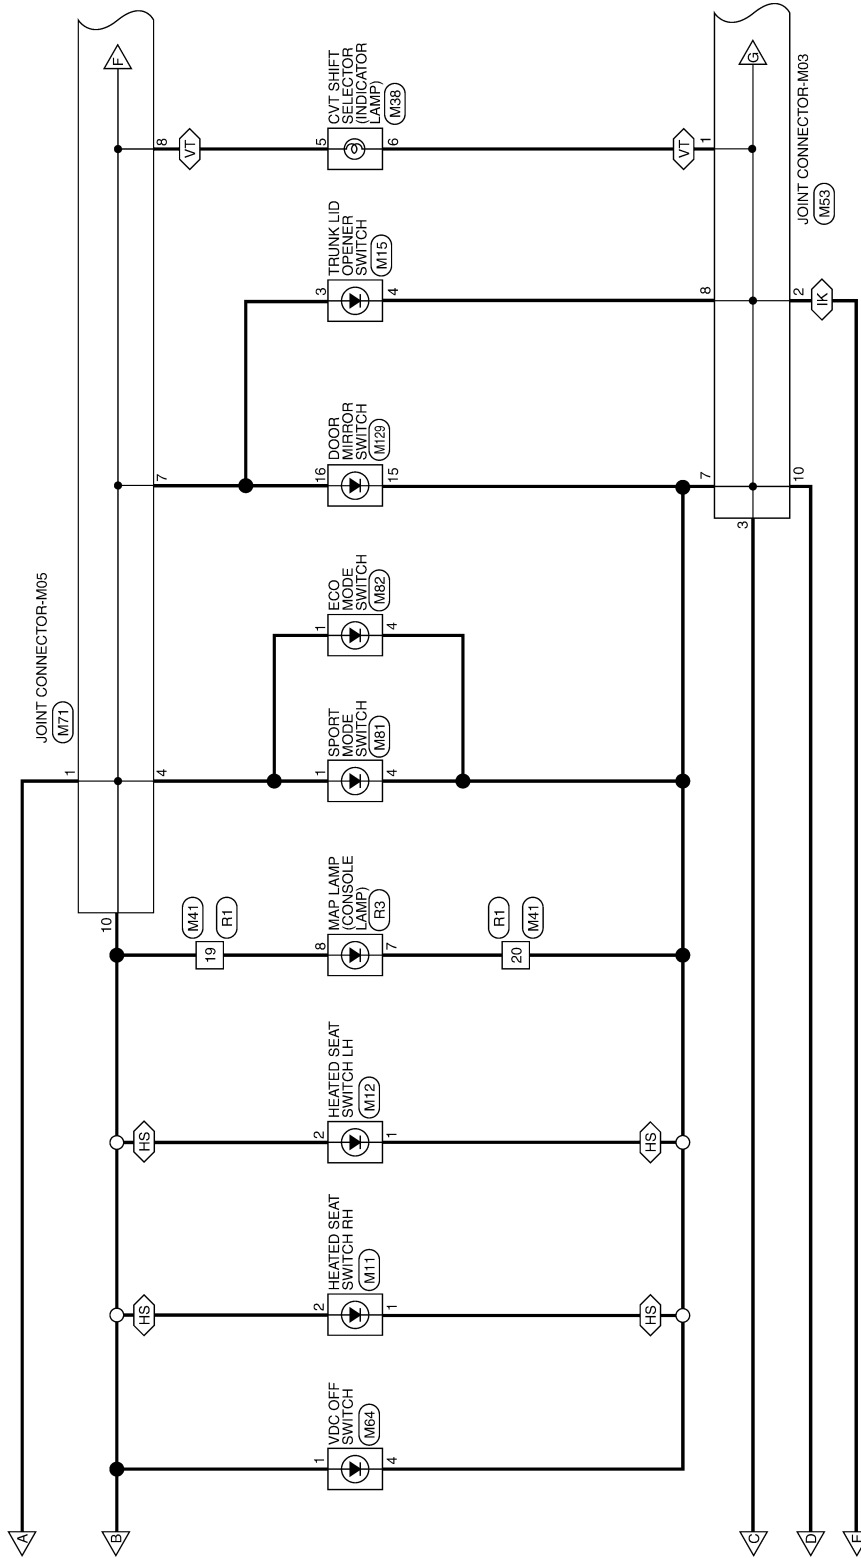 A
B
C
D
E
VDC OFF
SWITCH
M64
1
4
HEATED SEAT
SWITCH RH
M11
HS
2
1
HS
HEATED SEAT
SWITCH LH
M12
HS
2
1
HS
10
M41
R1
19
MAP LAMP
(CONSOLE
LAMP)
R3
8
7
R1
M41
20
JOINT CONNECTOR-M05
M71
1
4
SPORT
MODE
SWITCH
M81
1
4
ECO
MODE
SWITCH
M82
1
4
7
DOOR
MIRROR
SWITCH
M129
16
15
3
7
10
TRUNK LID
OPENER
SWITCH
M15
3
4
8
2
IK
8
VT
CVT SHIFT
SELECTOR
(INDICATOR
LAMP)
M38
5
6
VT
1
JOINT CONNECTOR-M03
M53
F
G